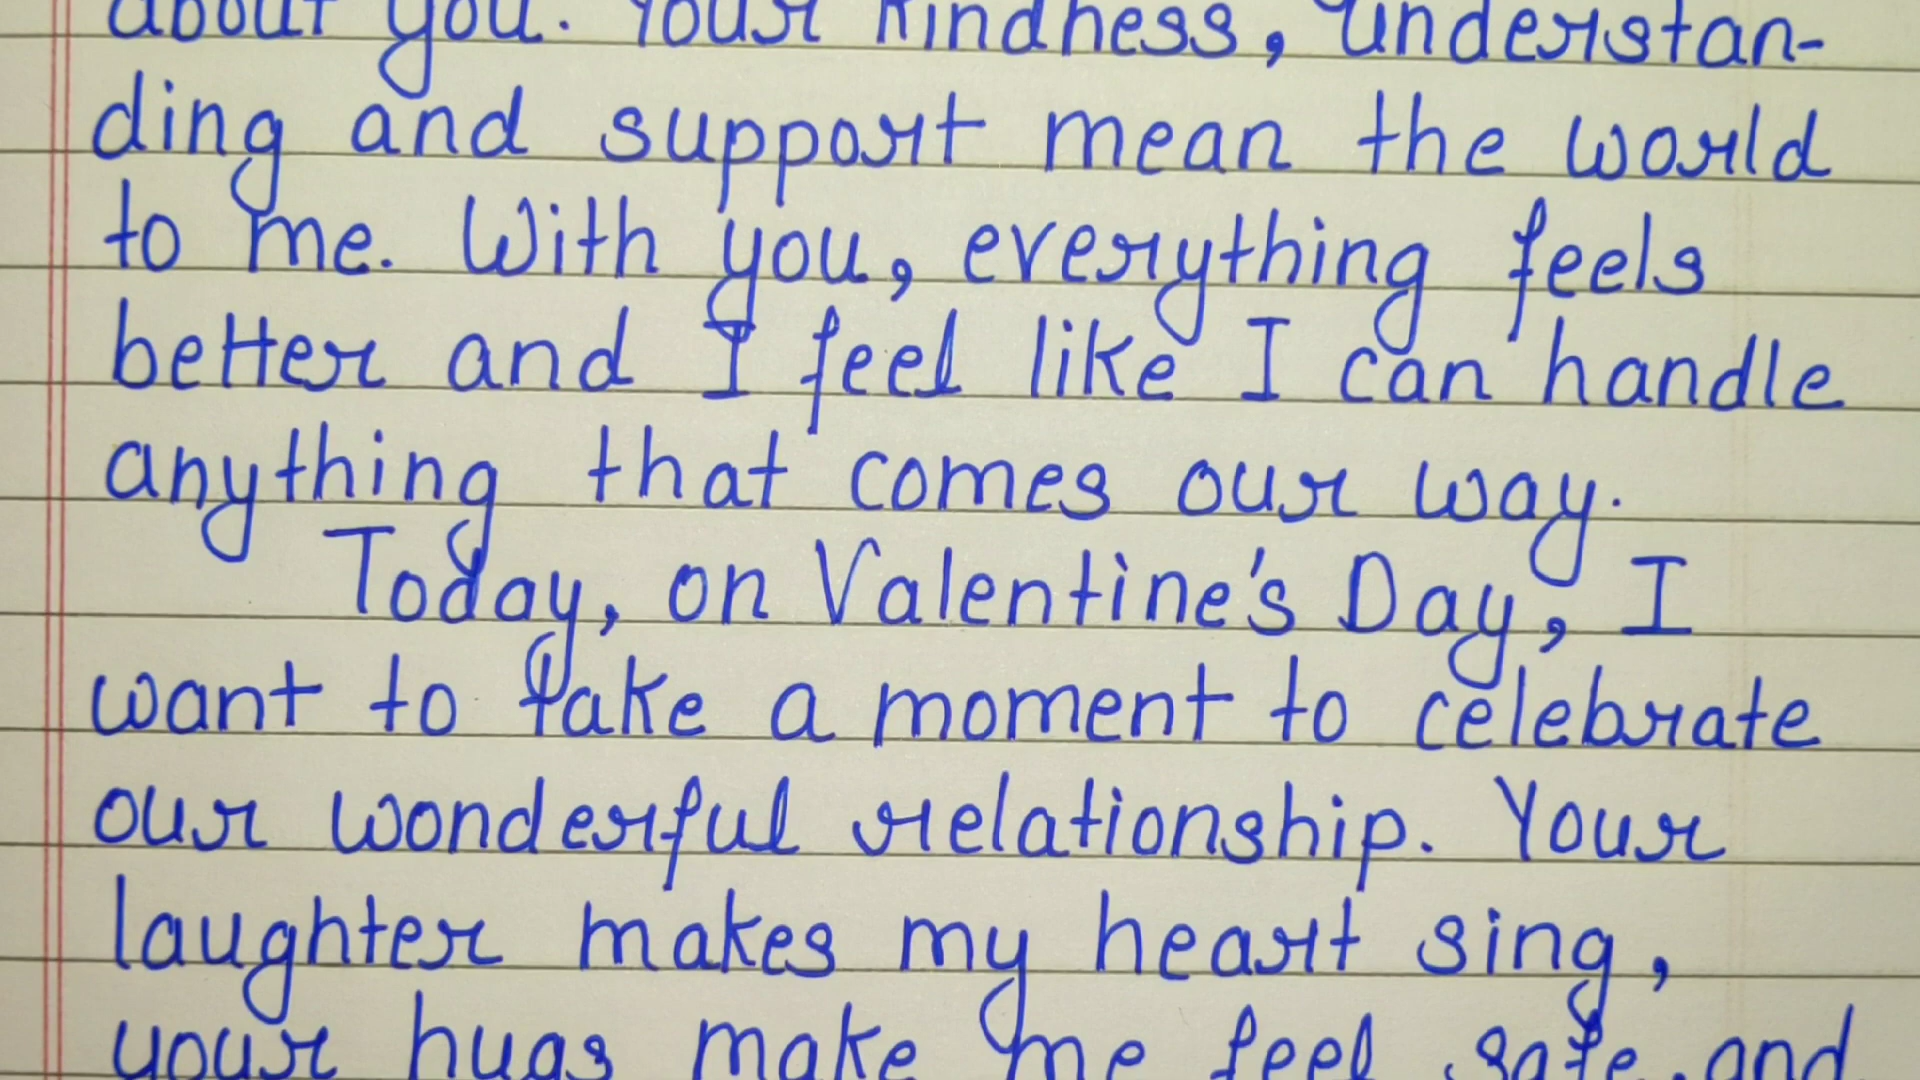 about you. Your kindness, understan-
ding and support mean the world
to me. With you, everything feels
better and I feel like I can handle
anything that comes our way.
Today, on Valentine's Day, I
want to take a moment to celebrate
our wonderful relationship. Your
laughter makes my heart sing,
your hugs make me feel safe, and